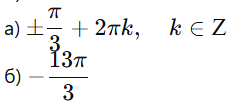 а) ± π/3 + 2πk, k ∈ Z
б) − 13π/3